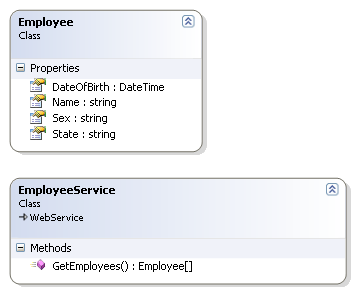 Employee
Class
Properties
DateOfBirth : DateTime
Name : string
Sex : string
State : string
EmployeeService
Class
WebService
Methods
GetEmployees() : Employee[]